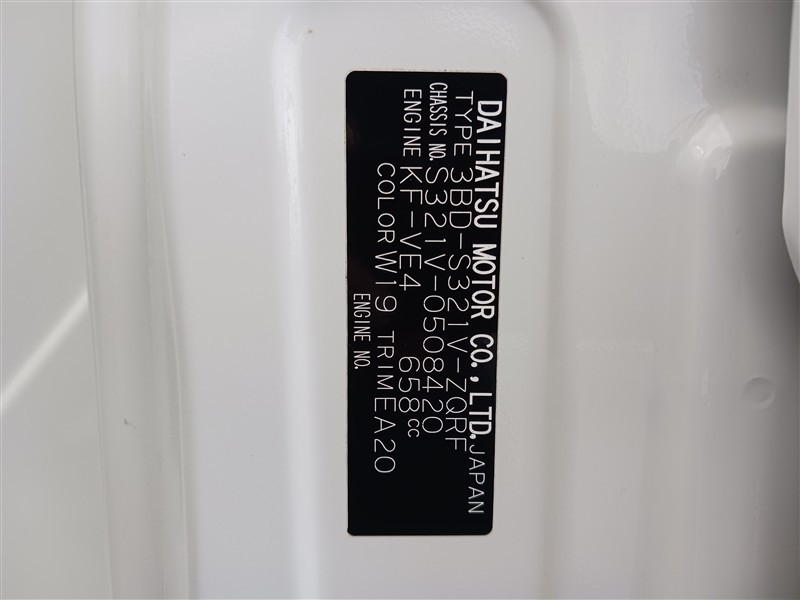 DAIHATSU MOTOR CO.,LTD. JAPAN
TYPE 3BD-S321V-ZQRF
CHASSIS NO. S321V-0508420
ENGINE KF-VE4 658cc
COLOR W19 TRIM EA20
ENGINE NO.